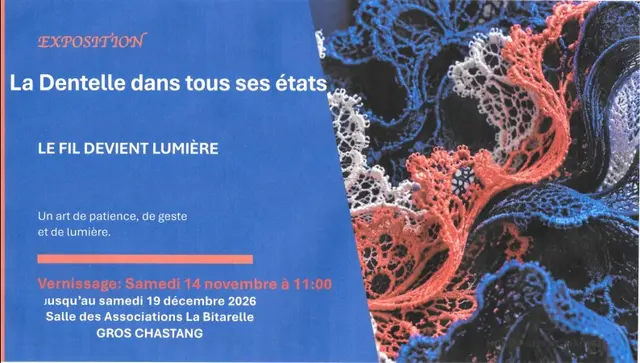 EXPOSITION
La Dentelle dans tous ses états
LE FIL DEVIENT LUMIÈRE
Un art de patience, de geste
et de lumière.
Vernissage: Samedi 14 novembre à 11:00
Jusqu'au samedi 19 décembre 2026
Salle des Associations La Bitarelle
GROS CHASTANG